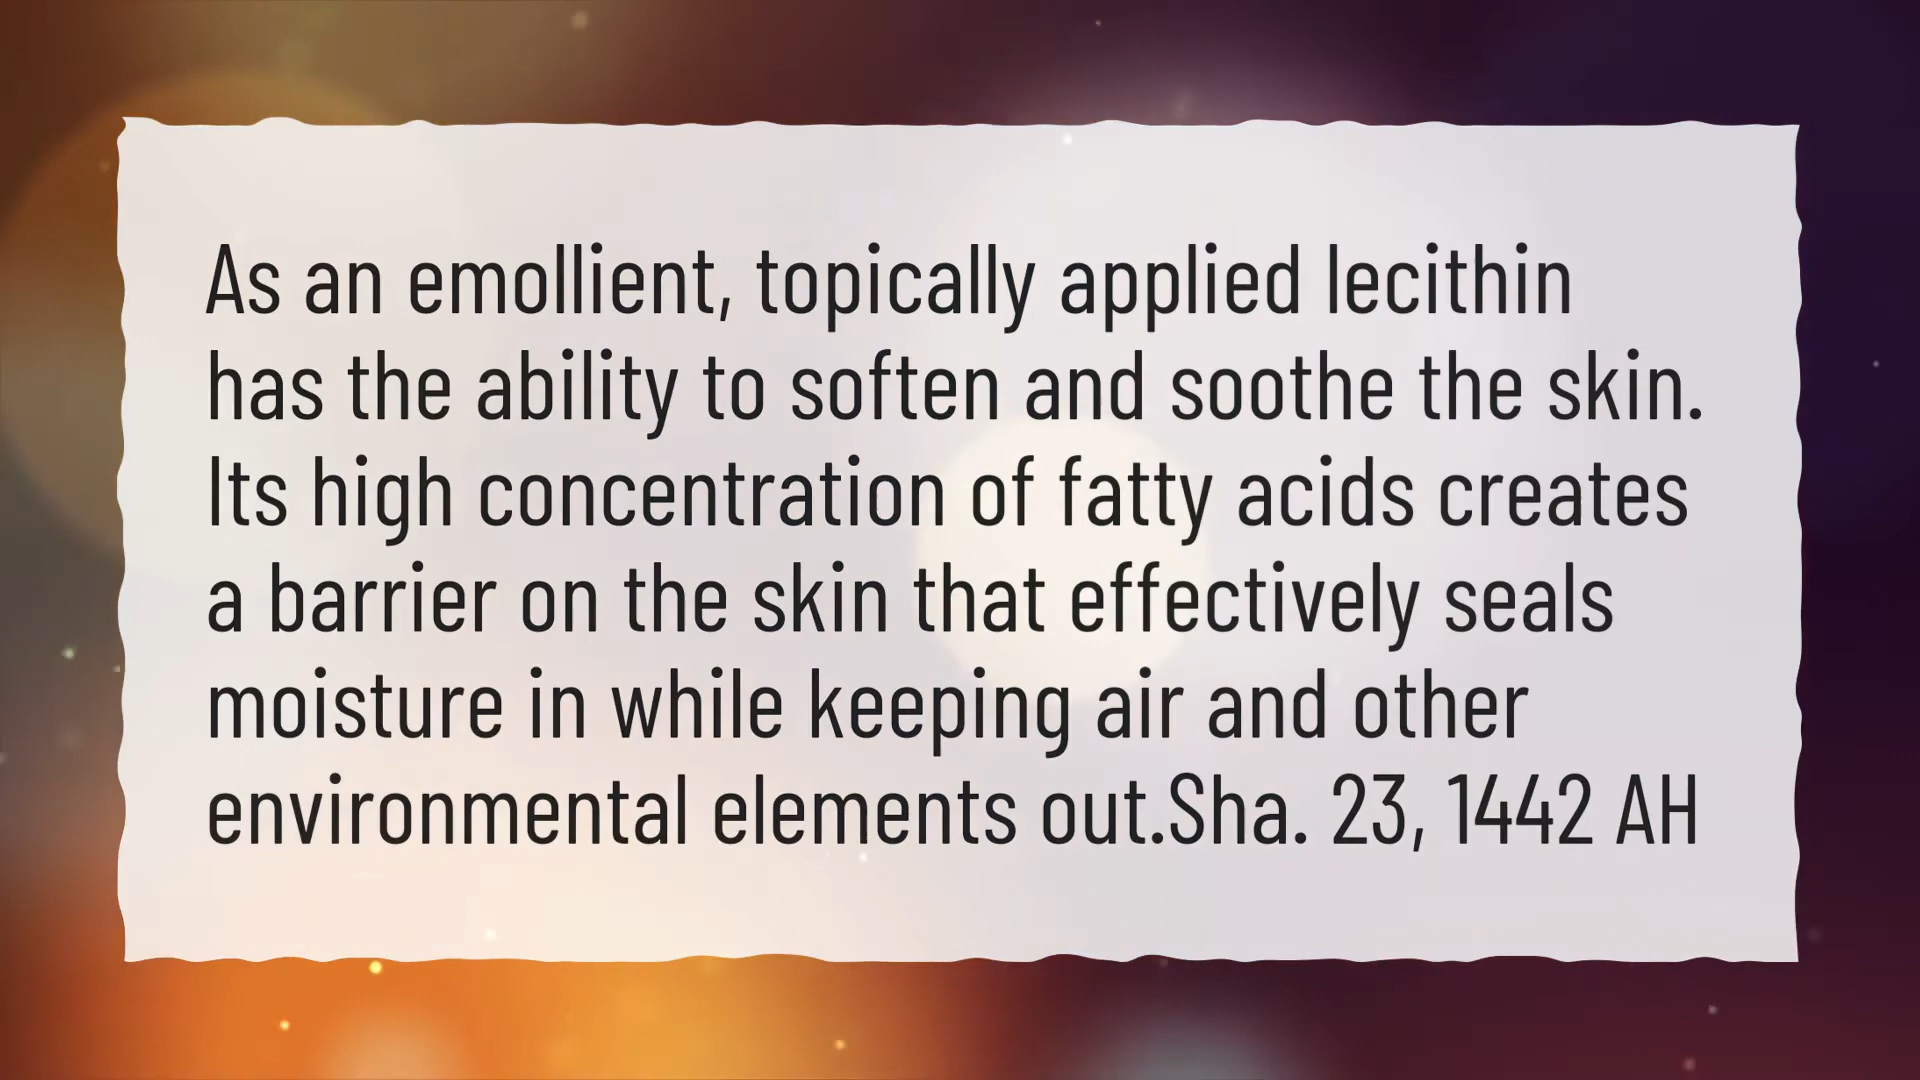 As an emollient, topically applied lecithin
has the ability to soften and soothe the skin.
Its high concentration of fatty acids creates
a barrier on the skin that effectively seals
moisture in while keeping air and other
environmental elements out.Sha. 23, 1442 AH